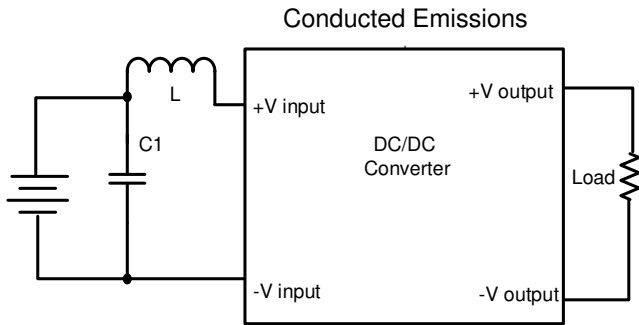 Conducted Emissions
L
+V input
+V output
C1
DC/DC
Converter
Load
-V input
-V output